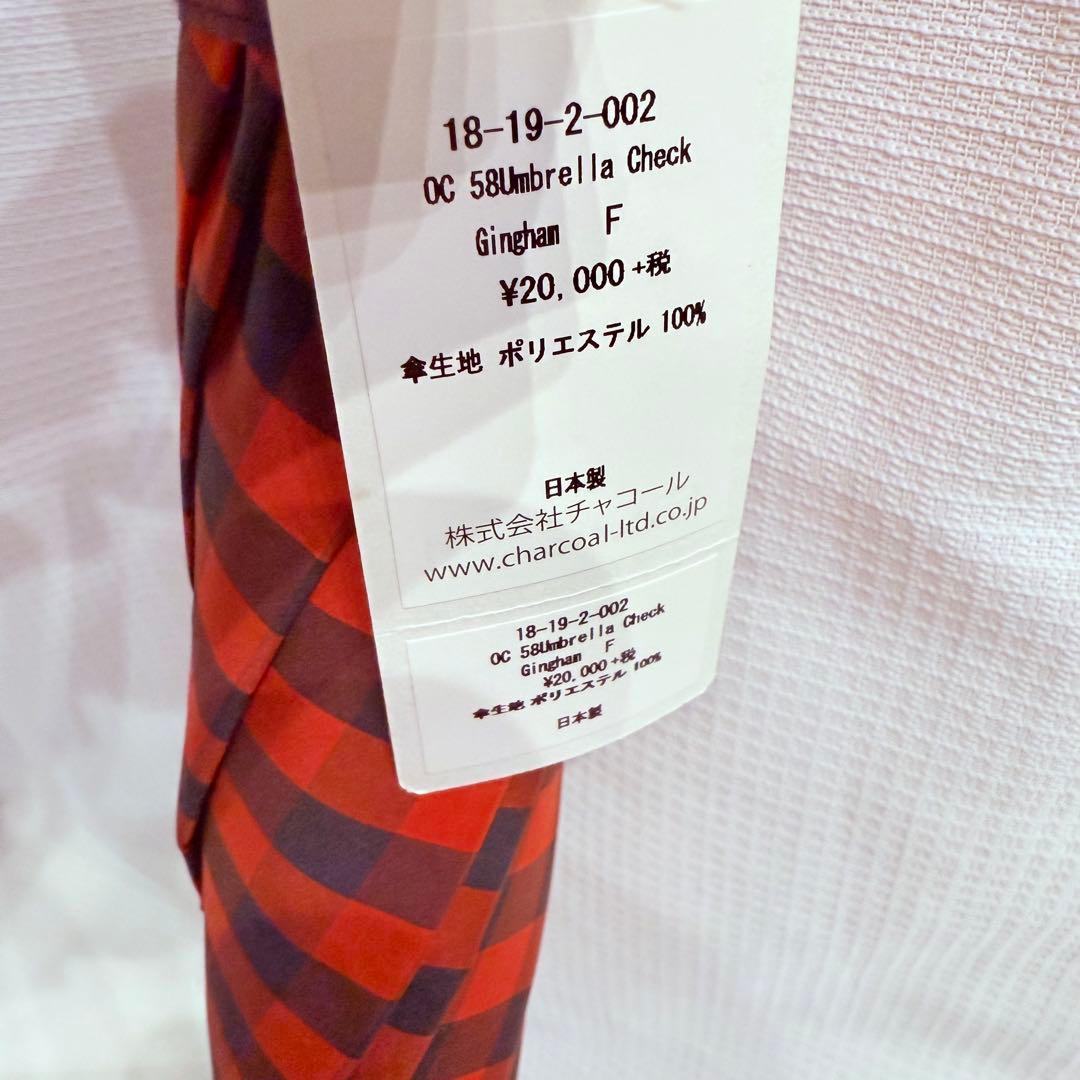 18-19-2-002
OC 58Umbrella Check
Gingham F
¥20,000+税
傘生地 ポリエステル 100%
日本製
株式会社チャコール
www.charcoal-ltd.co.jp
18-19-2-002
OC 58Umbrella Check
Gingham F
¥20,000+税
傘生地 ポリエステル 100%
日本製